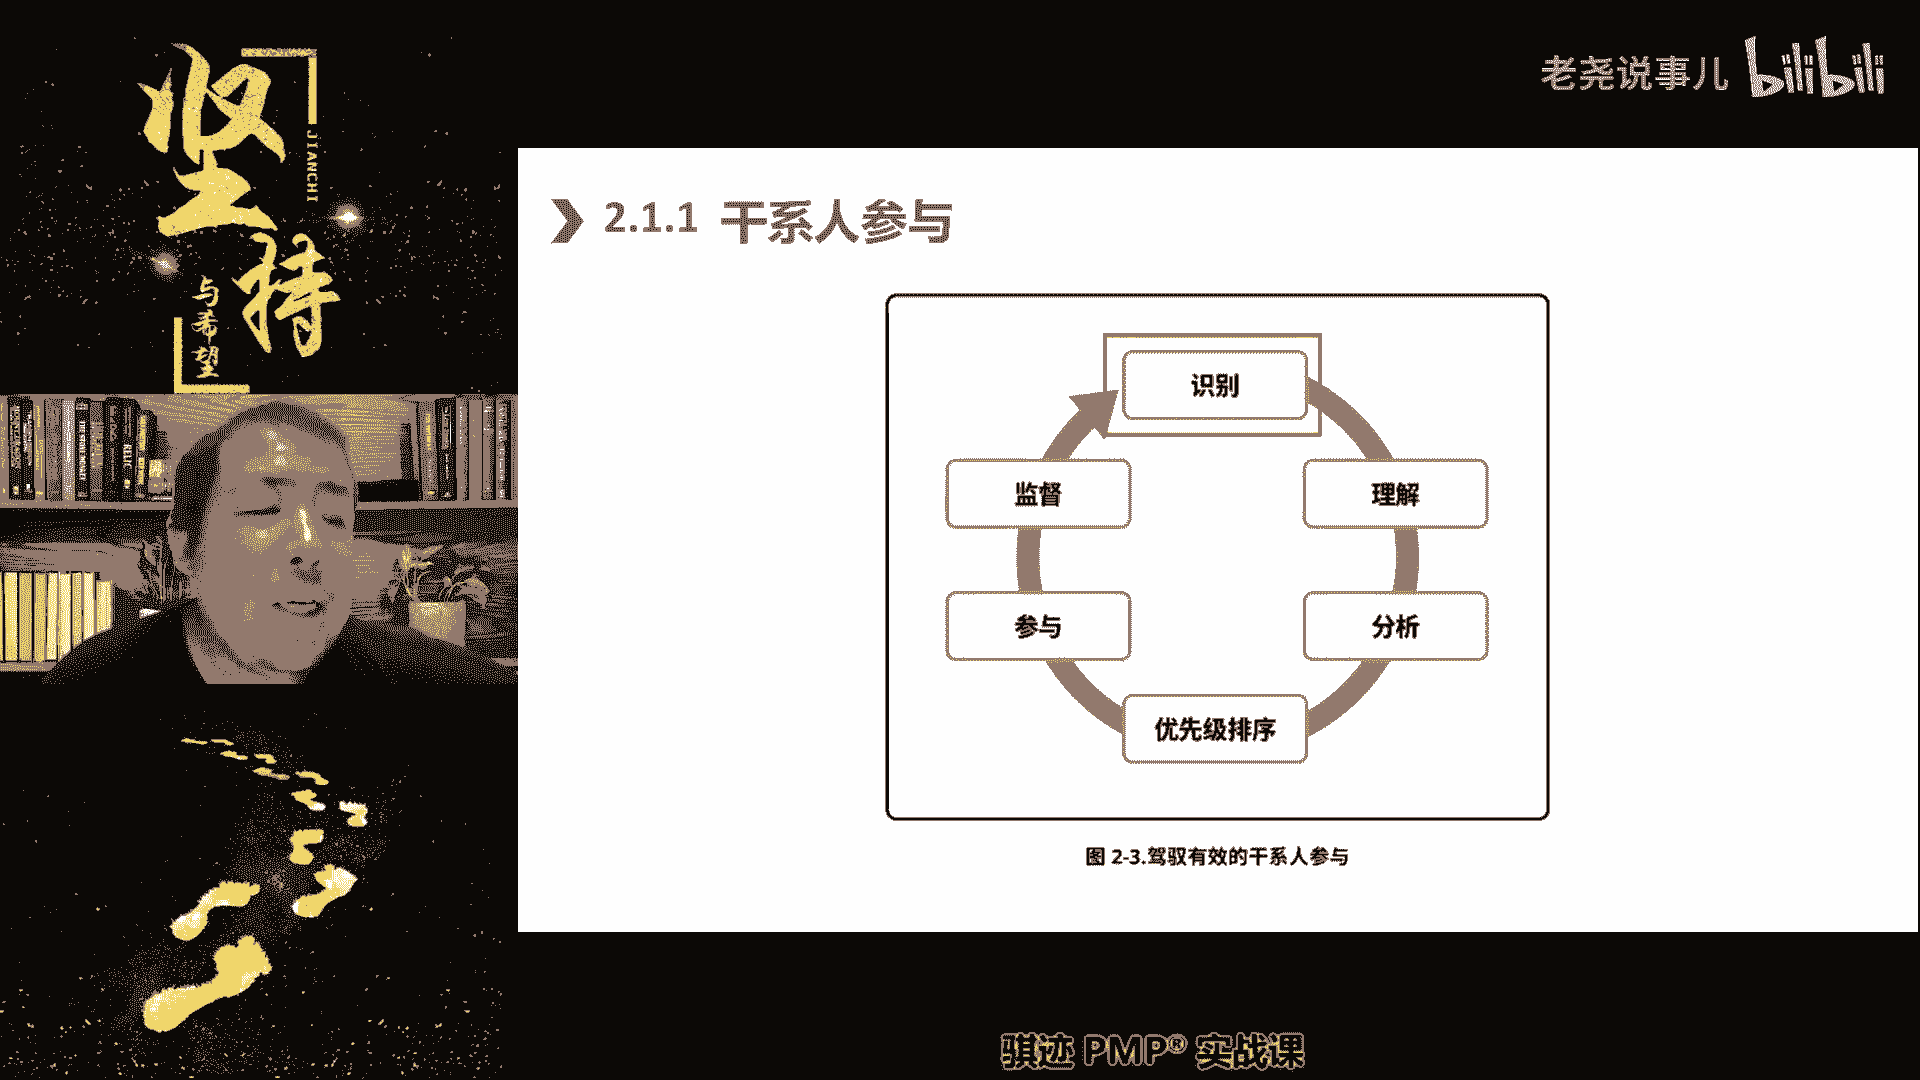 坚持
JIANCHI
与希望
老尧说事儿 bilibili
2.1.1 干系人参与
识别
监督
理解
参与
分析
优先级排序
图 2-3.驾驭有效的干系人参与
骐迹 PMP® 实战课